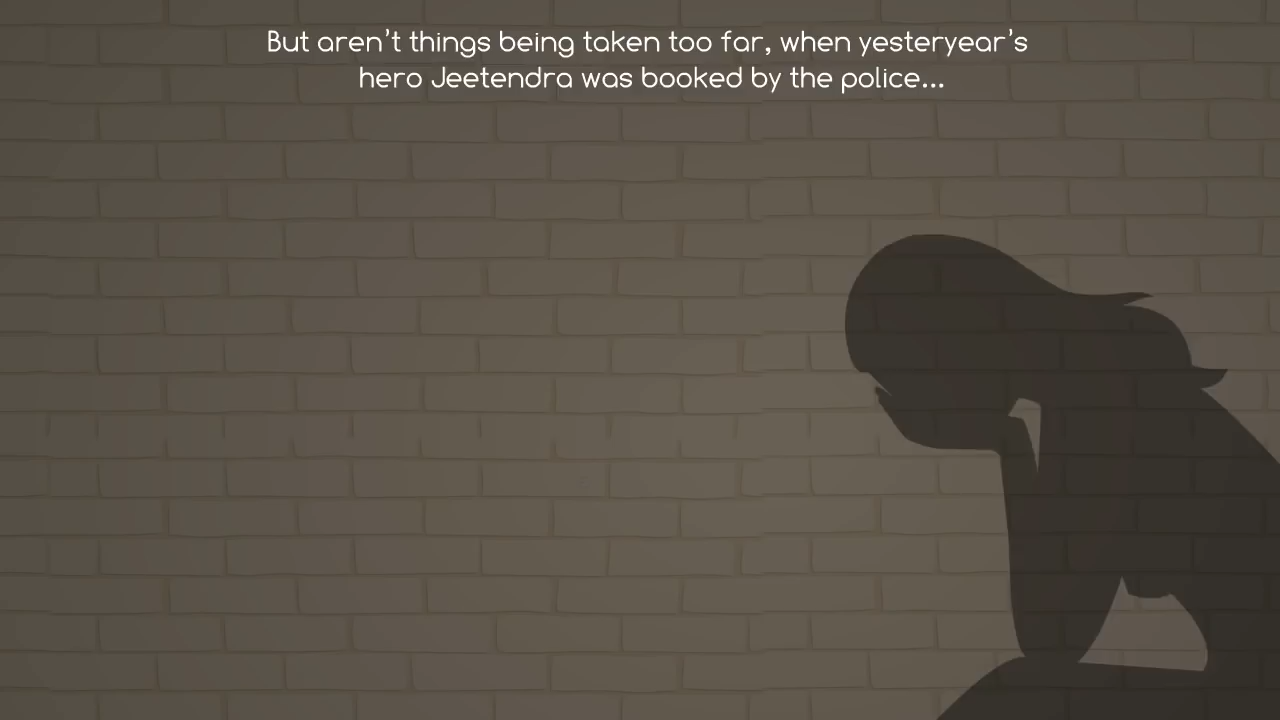 But aren’t things being taken too far, when yesteryear’s
hero Jeetendra was booked by the police...